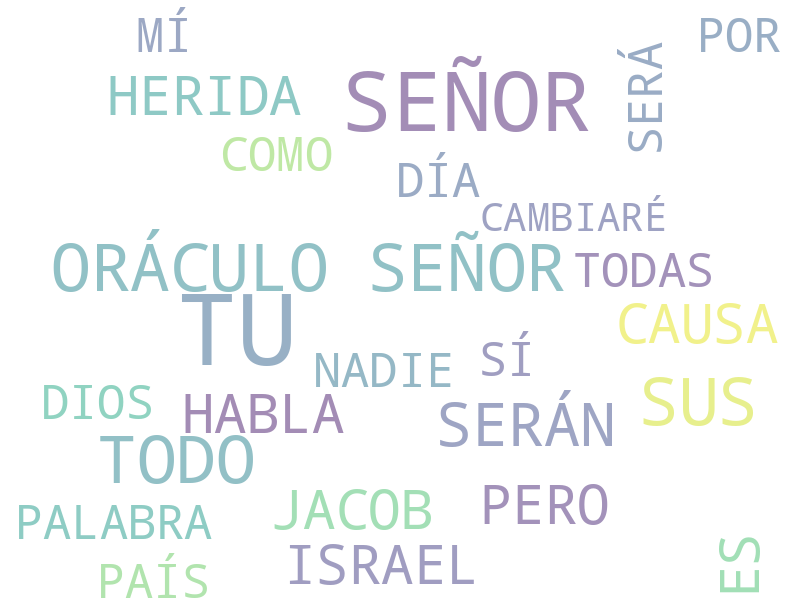 MÍ
POR
SEÑOR
HERIDA
SERÁ
COMO
DÍA
CAMBIARÉ
ORÁCULO SEÑOR
TODAS
TU
CAUSA
NADIE
SÍ
DIOS
HABLA
SUS
SERÁN
TODO
PALABRA
JACOB
PERO
ISRAEL
PAÍS
ES